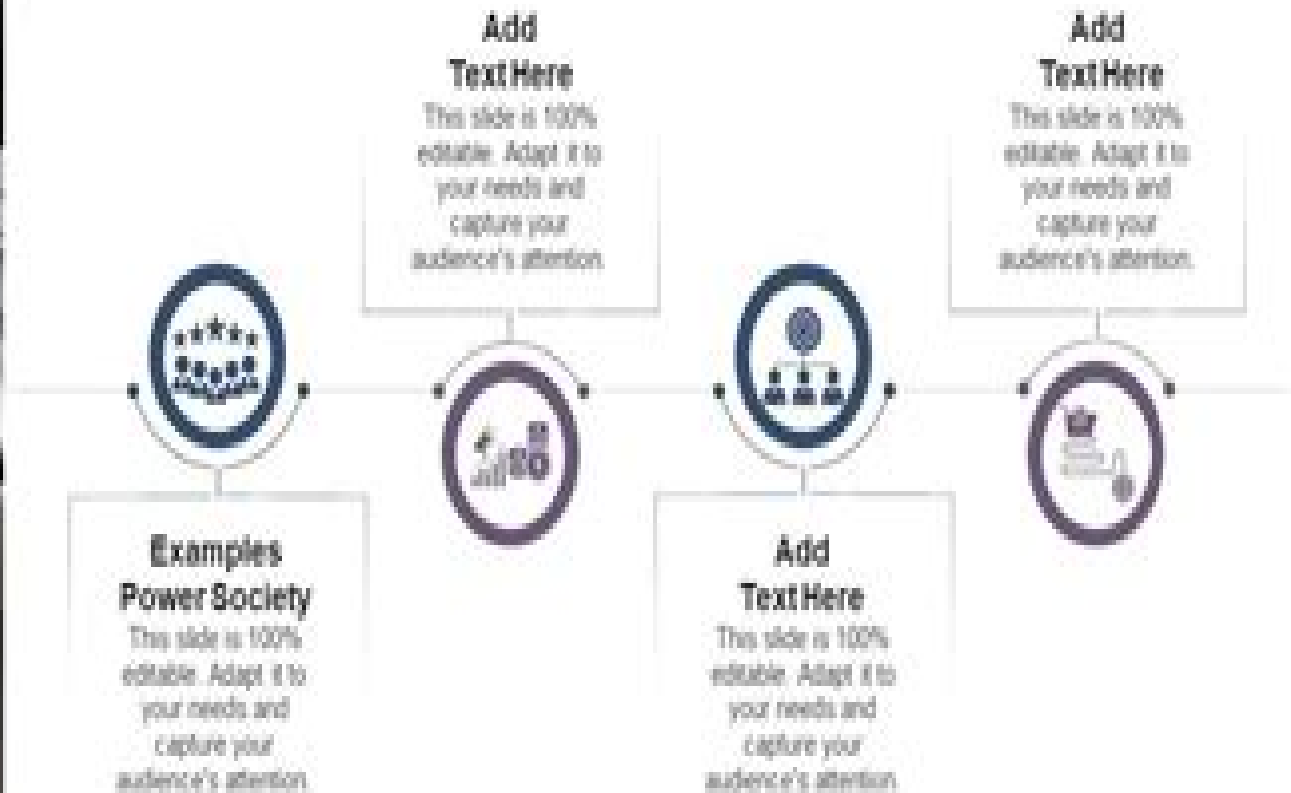 Add
Text Here
This slide is 100%
editable. Adapt it to
your needs and
capture your
audience's attention.
Add
Text Here
This slide is 100%
editable. Adapt it to
your needs and
capture your
audience's attention.
Examples
Power Society
This slide is 100%
editable. Adapt it to
your needs and
capture your
audience's attention
Add
Text Here
This slide is 100%
editable. Adapt it to
your needs and
capture your
audience's attention